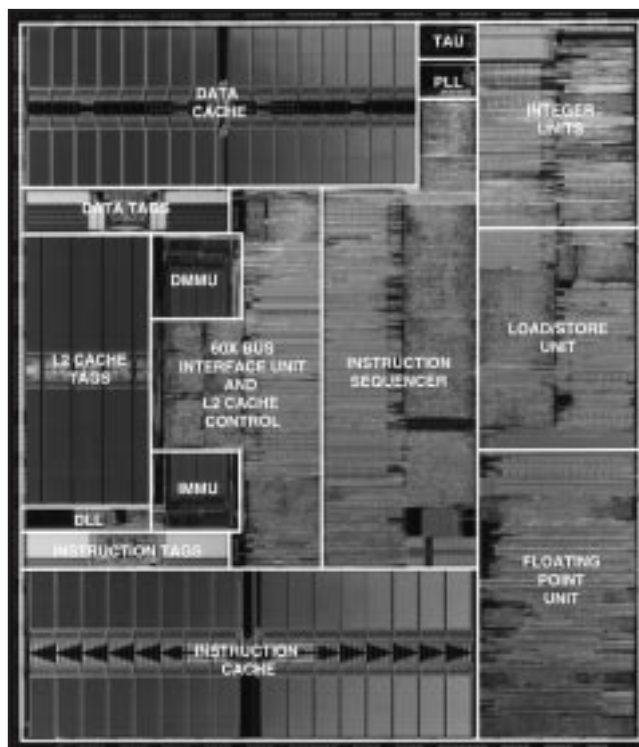 TAU
PLL
DATA
CACHE
INTEGER
UNITS
DATA TAGS
DMMU
LOAD/STORE
UNIT
L2 CACHE
TAGS
60X BUS
INTERFACE UNIT
AND
L2 CACHE
CONTROL
INSTRUCTION
SEQUENCER
IMMU
DLL
INSTRUCTION TAGS
FLOATING
POINT
UNIT
INSTRUCTION
CACHE